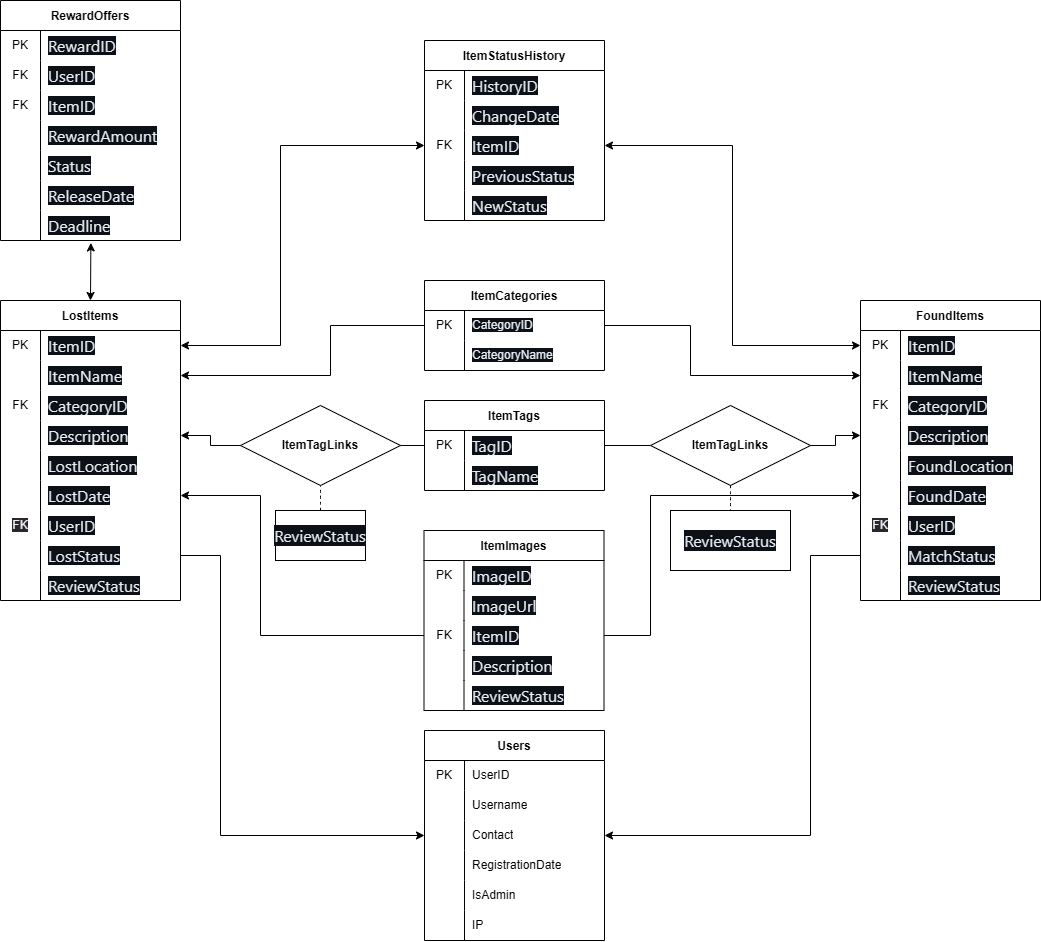 RewardOffers
PK RewardID
FK UserID
FK ItemID
RewardAmount
Status
ReleaseDate
Deadline
ItemStatusHistory
PK HistoryID
ChangeDate
FK ItemID
PreviousStatus
NewStatus
LostItems
PK ItemID
ItemName
FK CategoryID
Description
LostLocation
LostDate
FK UserID
LostStatus
ReviewStatus
ItemCategories
PK CategoryID
CategoryName
ItemTags
PK TagID
TagName
ItemTagLinks
ReviewStatus
ItemTagLinks
ReviewStatus
ItemImages
PK ImageID
ImageUrl
FK ItemID
Description
ReviewStatus
FoundItems
PK ItemID
ItemName
FK CategoryID
Description
FoundLocation
FoundDate
FK UserID
MatchStatus
ReviewStatus
Users
PK UserID
Username
Contact
RegistrationDate
IsAdmin
IP